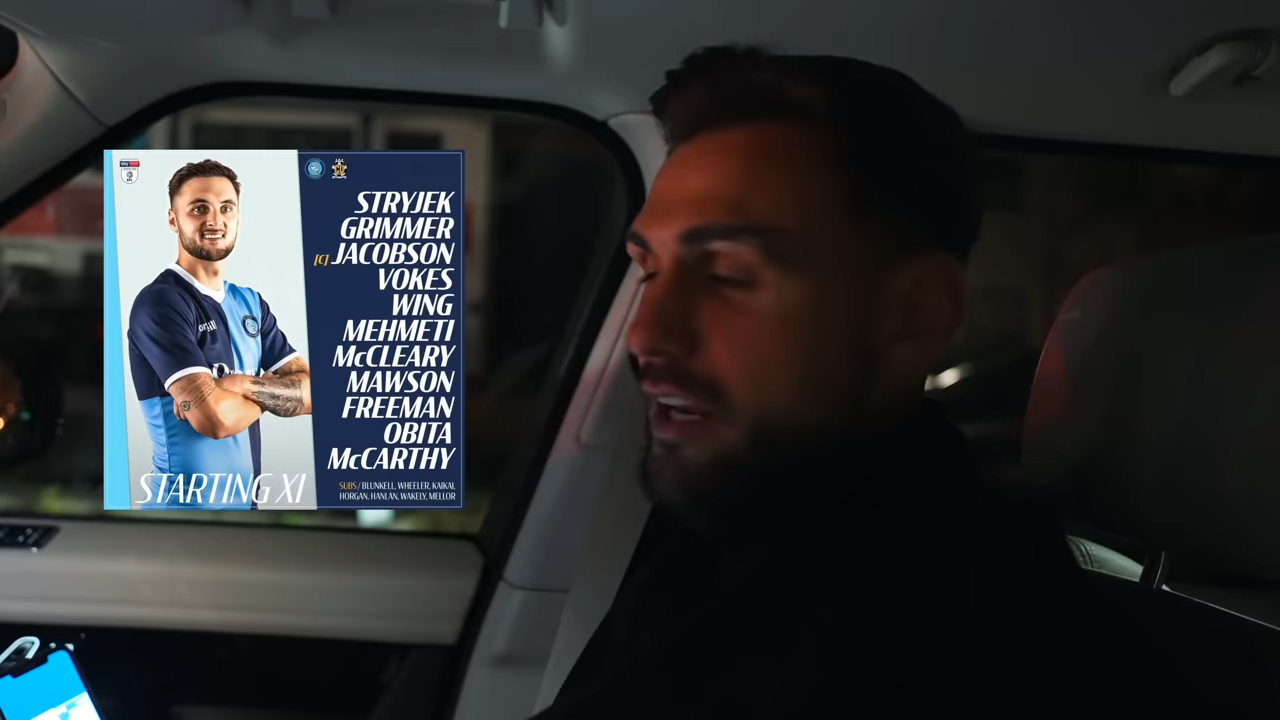 STRYJEK
GRIMMER
[C] JACOBSON
VOKES
WING
MEHMETI
McCLEARY
MAWSON
FREEMAN
OBITA
McCARTHY
STARTING XI
SUBS / BLUNKELL, WHEELER, KAIKAI,
HORGAN, HANLAN, WAKELY, MELLOR